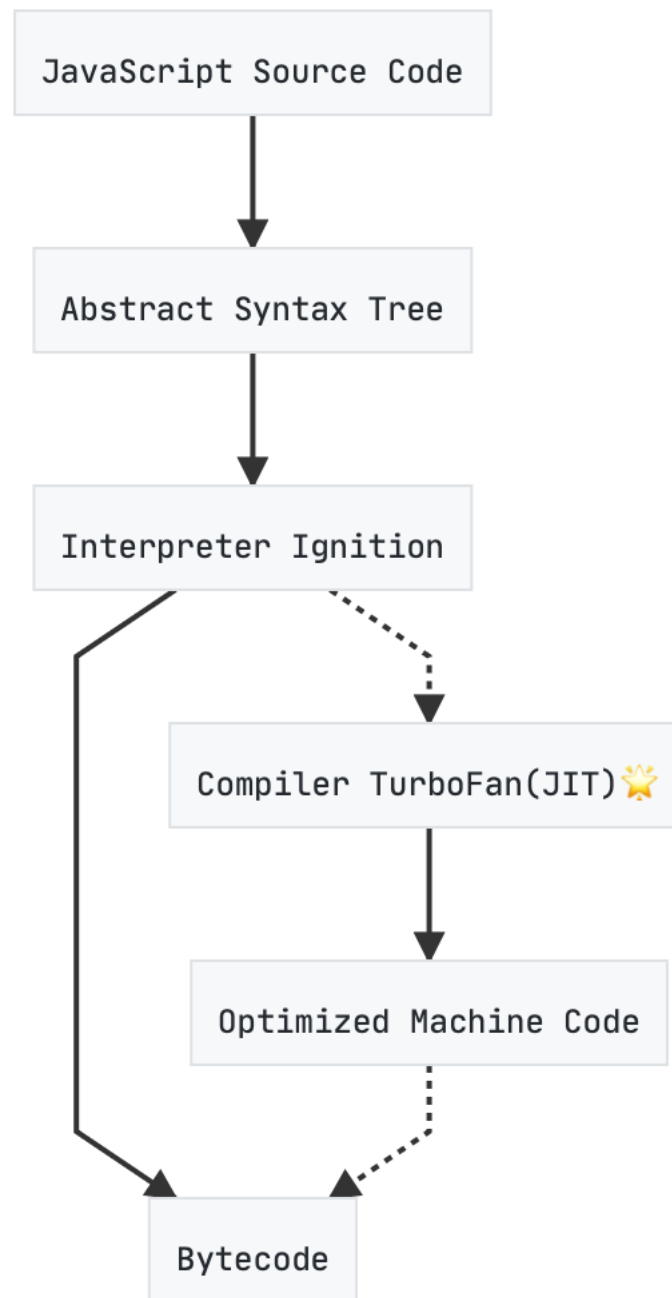 JavaScript Source Code
Abstract Syntax Tree
Interpreter Ignition
Compiler TurboFan(JIT)🌟
Optimized Machine Code
Bytecode